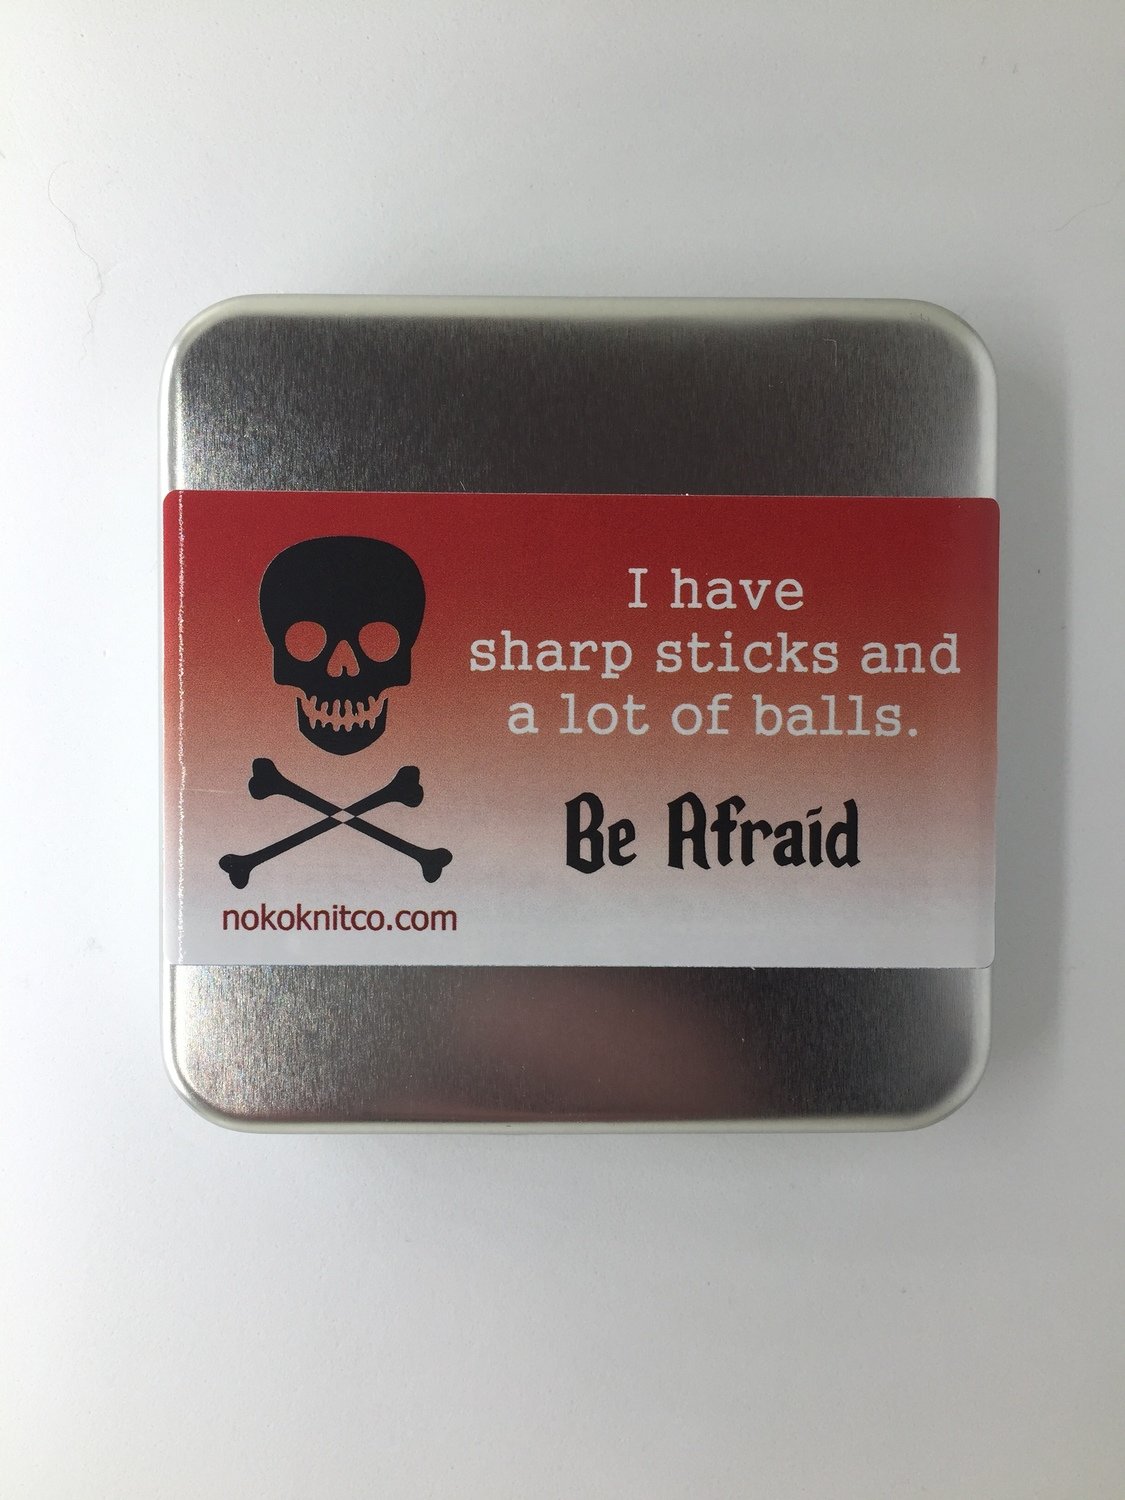 I have
sharp sticks and
a lot of balls.
Be Afraid
nokoknitco.com